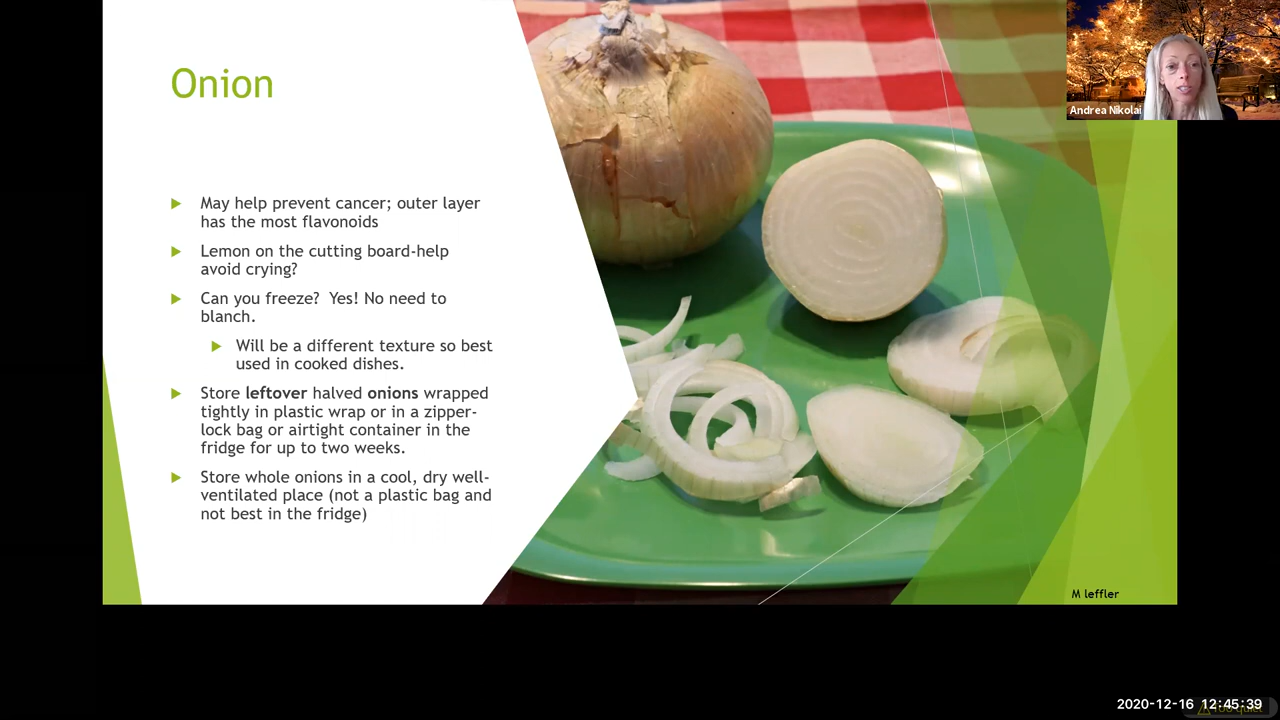 Onion
May help prevent cancer; outer layer
has the most flavonoids
Lemon on the cutting board-help
avoid crying?
Can you freeze?  Yes! No need to
blanch.
Will be a different texture so best
used in cooked dishes.
Store leftover halved onions wrapped
tightly in plastic wrap or in a zipper-
lock bag or airtight container in the
fridge for up to two weeks.
Store whole onions in a cool, dry well-
ventilated place (not a plastic bag and
not best in the fridge)
M leffler
Andrea Nikolai
2020-12-16 12:45:39